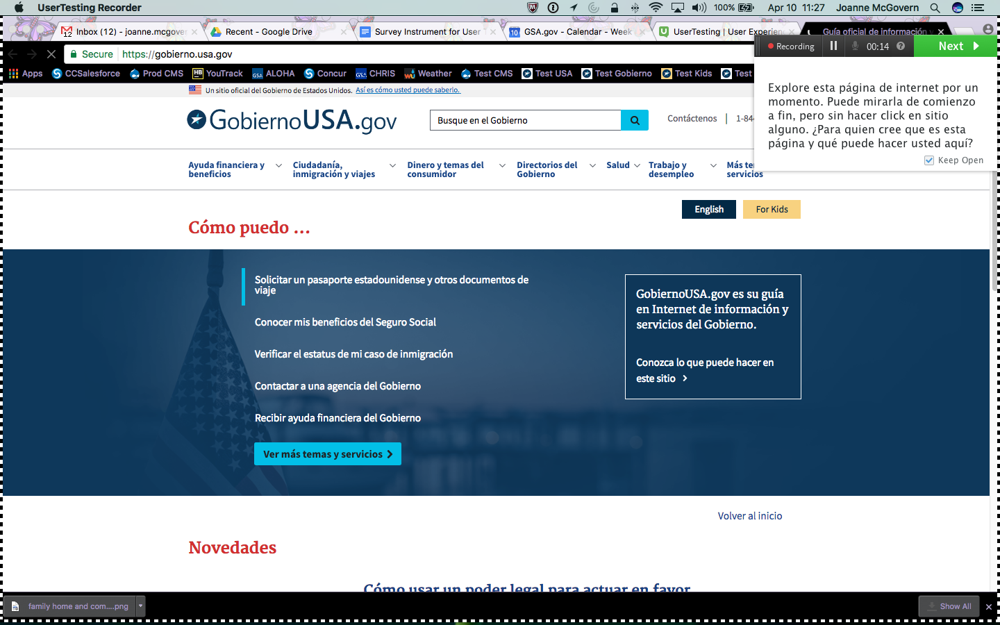 UserTesting Recorder
100%
Apr 10 11:27
Joanne McGovern
12
Inbox (12) - joanne.mcgove
Recent - Google Drive
Survey Instrument for User T
10
GSA.gov - Calendar - Week
UserTesting | User Experien
Guía oficial de información y
Secure
https://gobierno.usa.gov
Recording
00:14
Next
Apps
CCSalesforce
Prod CMS
HB
YouTrack
GSA
ALOHA
Concur
GSA
CHRIS
Weather
Test CMS
Test USA
Test Gobierno
Test Kids
Test
Explore esta página de internet por un
momento. Puede mirarla de comienzo
a fin, pero sin hacer click en sitio
alguno. ¿Para quien cree que es esta
página y qué puede hacer usted aquí?
Keep Open
Un sitio oficial del Gobierno de Estados Unidos. Así es cómo usted puede saberlo.
GobiernoUSA.gov
Busque en el Gobierno
Contáctenos
1-84
Ayuda financiera y
beneficios
Ciudadanía,
inmigración y viajes
Dinero y temas del
consumidor
Directorios del
Gobierno
Salud
Trabajo y
desempleo
Más te
servicios
English
For Kids
Cómo puedo ...
Solicitar un pasaporte estadounidense y otros documentos de
viaje
Conocer mis beneficios del Seguro Social
Verificar el estatus de mi caso de inmigración
Contactar a una agencia del Gobierno
Recibir ayuda financiera del Gobierno
Ver más temas y servicios
GobiernoUSA.gov es su guía
en Internet de información y
servicios del Gobierno.
Conozca lo que puede hacer en
este sitio
Volver al inicio
Novedades
Cómo usar un poder legal para actuar en favor
family home and com....png
Show All